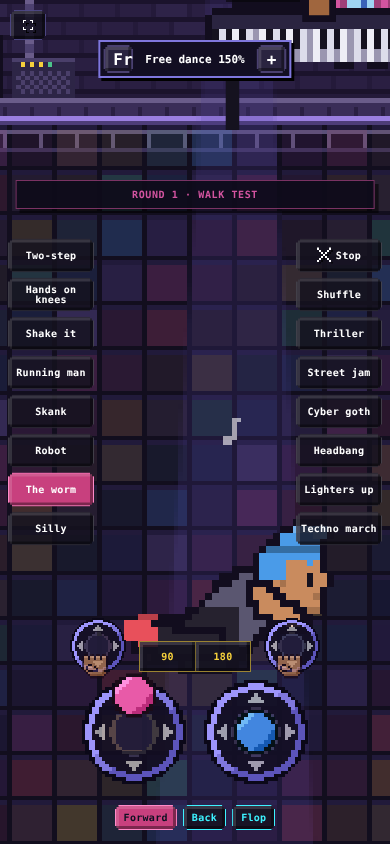 Fr
Free dance 150%
+
ROUND 1 · WALK TEST
Two-step
Stop
Hands on
knees
Shuffle
Shake it
Thriller
Running man
Street jam
Skank
Cyber goth
Robot
Headbang
The worm
Lighters up
Silly
Techno march
90
180
Forward
Back
Flop